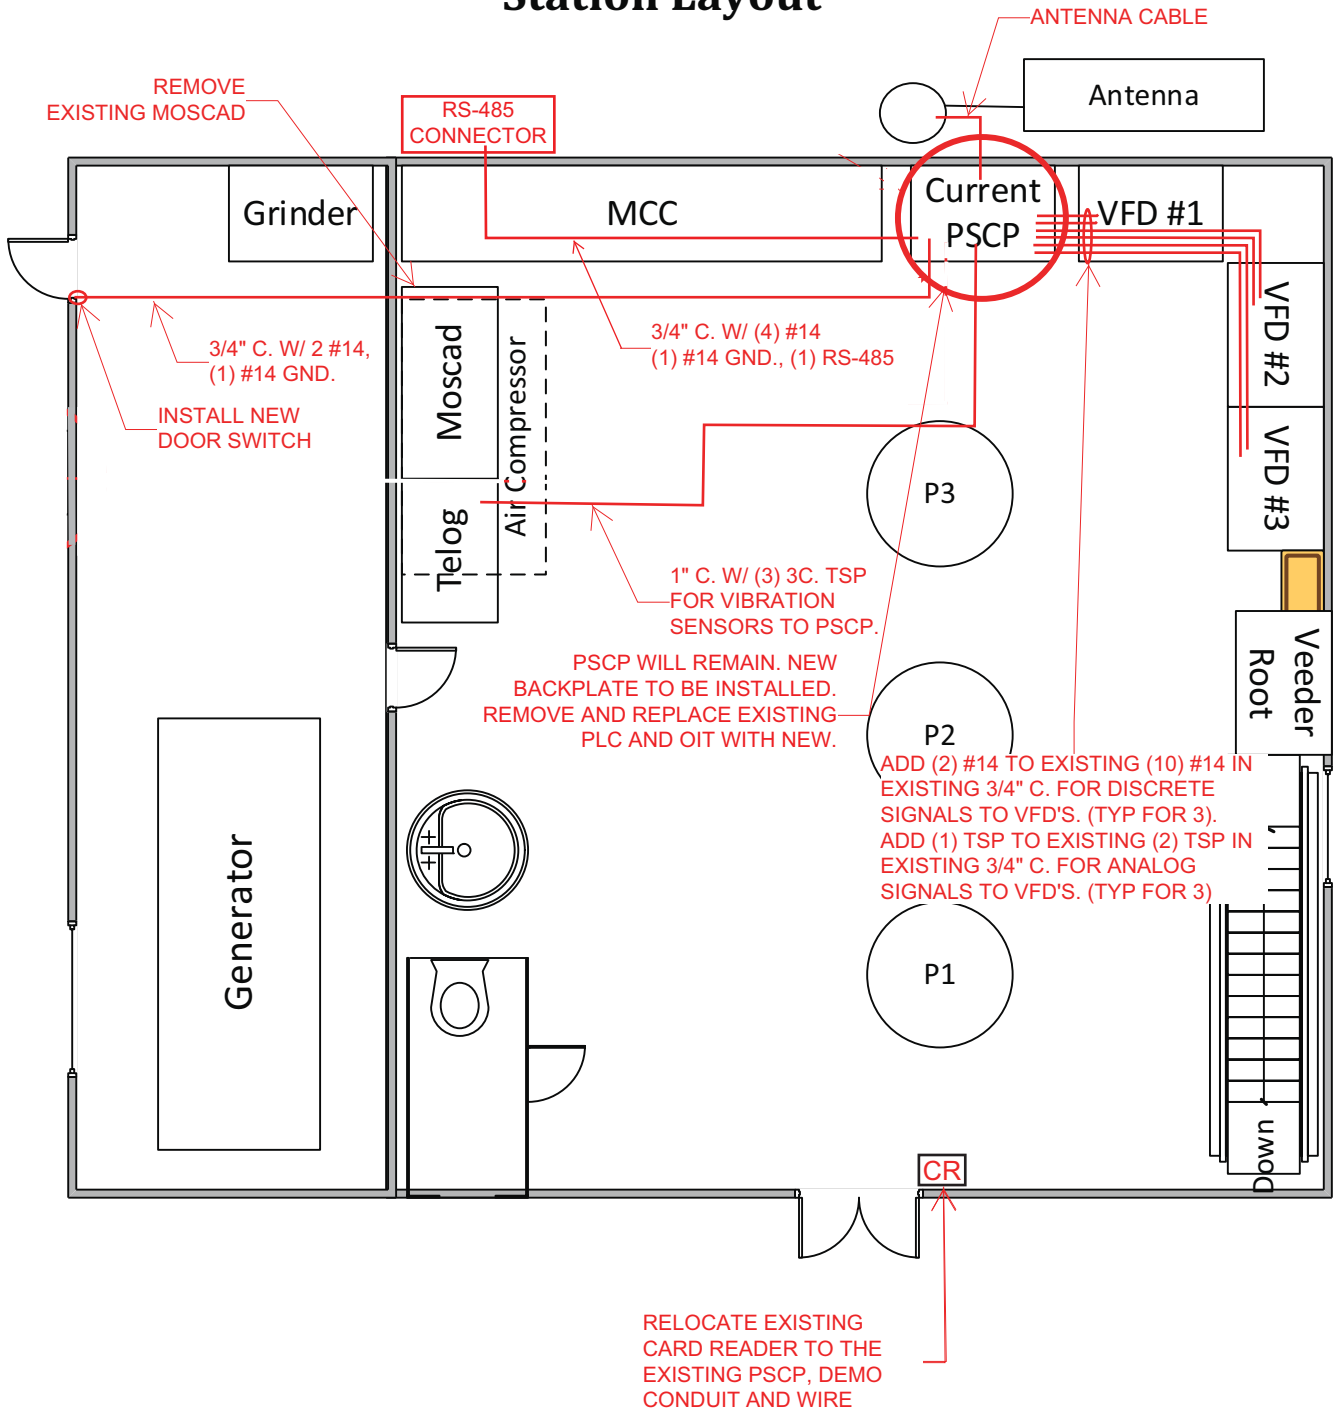 Station Layout
ANTENNA CABLE
REMOVE
EXISTING MOSCAD
RS-485
CONNECTOR
Antenna
Grinder
MCC
Current
PSCP
VFD #1
VFD #2
VFD #3
3/4" C. W/ 2 #14,
(1) #14 GND.
3/4" C. W/ (4) #14
(1) #14 GND., (1) RS-485
INSTALL NEW
DOOR SWITCH
Moscad
Air Compressor
Telog
P3
1" C. W/ (3) 3C. TSP
FOR VIBRATION
SENSORS TO PSCP.
PSCP WILL REMAIN. NEW
BACKPLATE TO BE INSTALLED.
REMOVE AND REPLACE EXISTING
PLC AND OIT WITH NEW.
Veeder
Root
P2
ADD (2) #14 TO EXISTING (10) #14 IN
EXISTING 3/4" C. FOR DISCRETE
SIGNALS TO VFD'S. (TYP FOR 3).
ADD (1) TSP TO EXISTING (2) TSP IN
EXISTING 3/4" C. FOR ANALOG
SIGNALS TO VFD'S. (TYP FOR 3)
Generator
P1
Down
CR
RELOCATE EXISTING
CARD READER TO THE
EXISTING PSCP, DEMO
CONDUIT AND WIRE